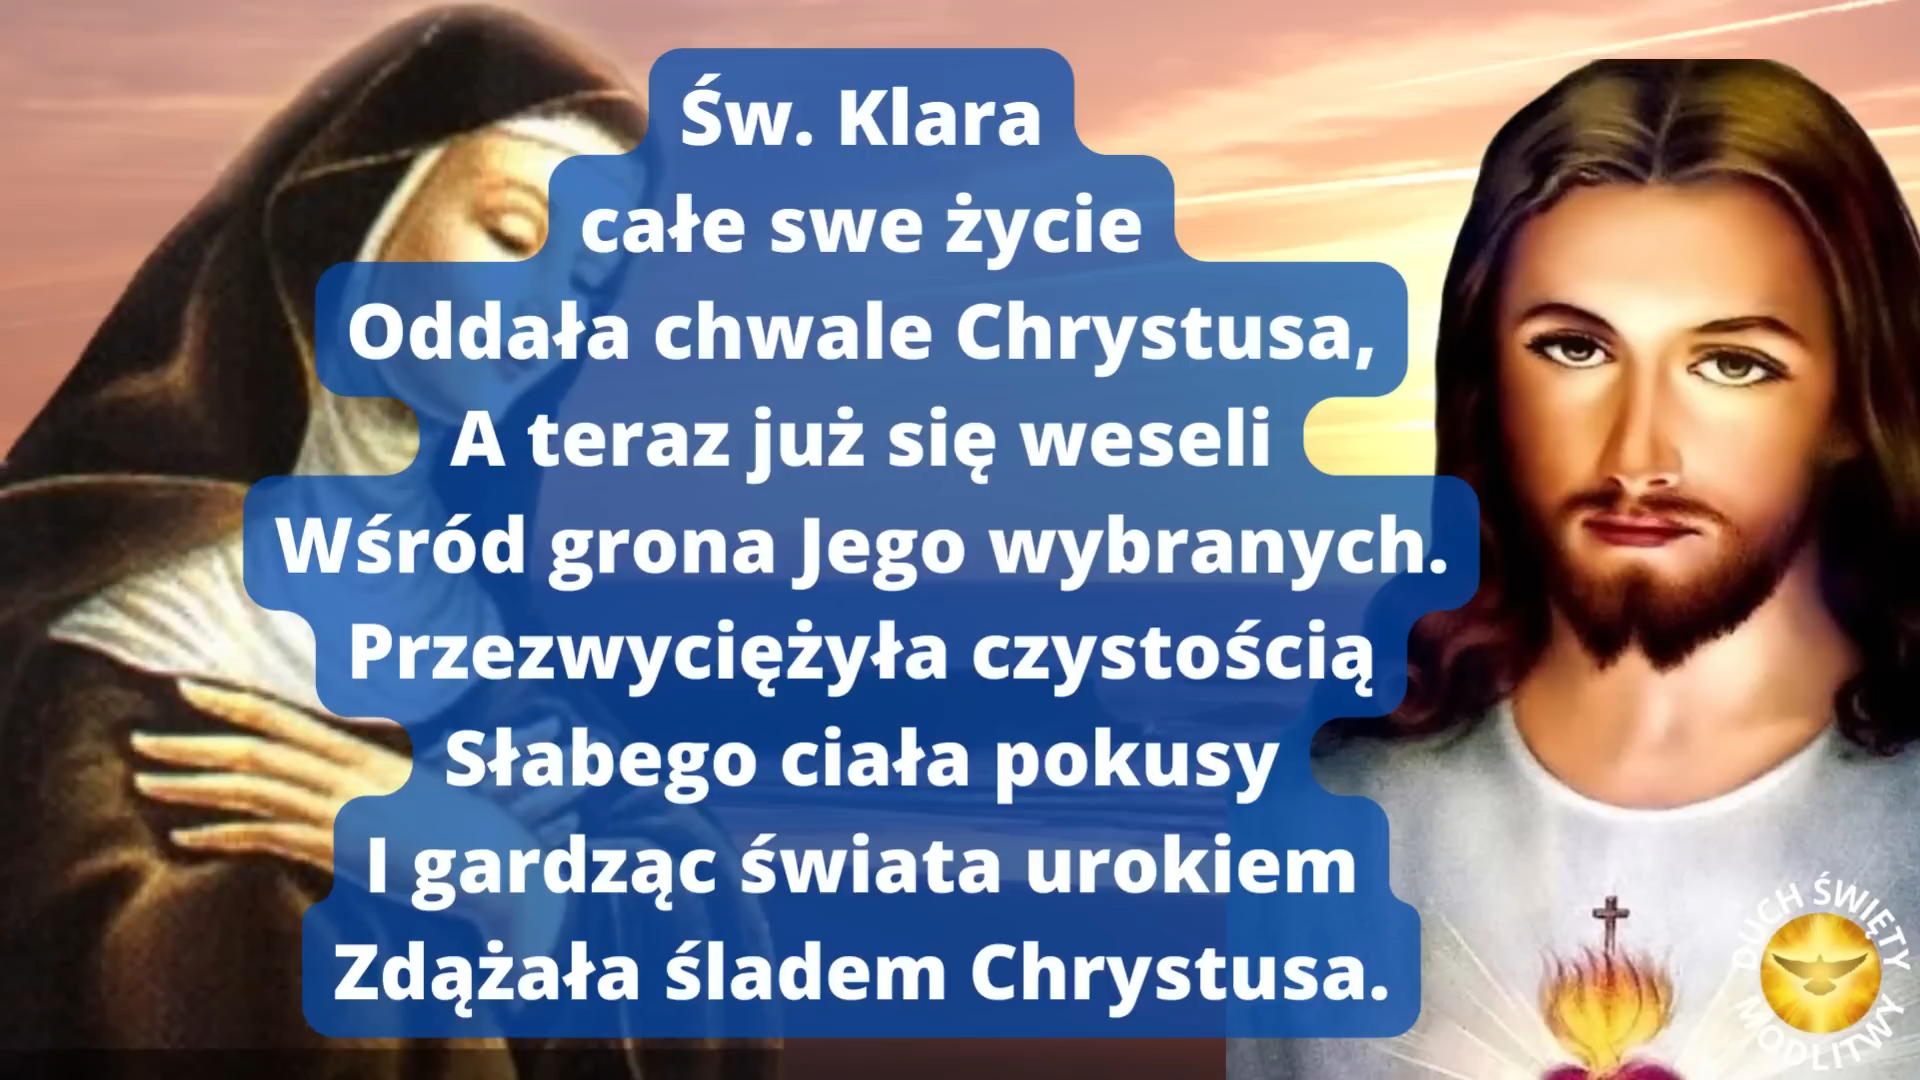 Św. Klara
całe swe życie
Oddała chwale Chrystusa,
A teraz już się weseli
Wśród grona Jego wybranych.
Przezwyciężyła czystością
Słabego ciała pokusy
I gardząc świata urokiem
Zdążała śladem Chrystusa.
DUCH ŚWIĘTY
MODLITWY